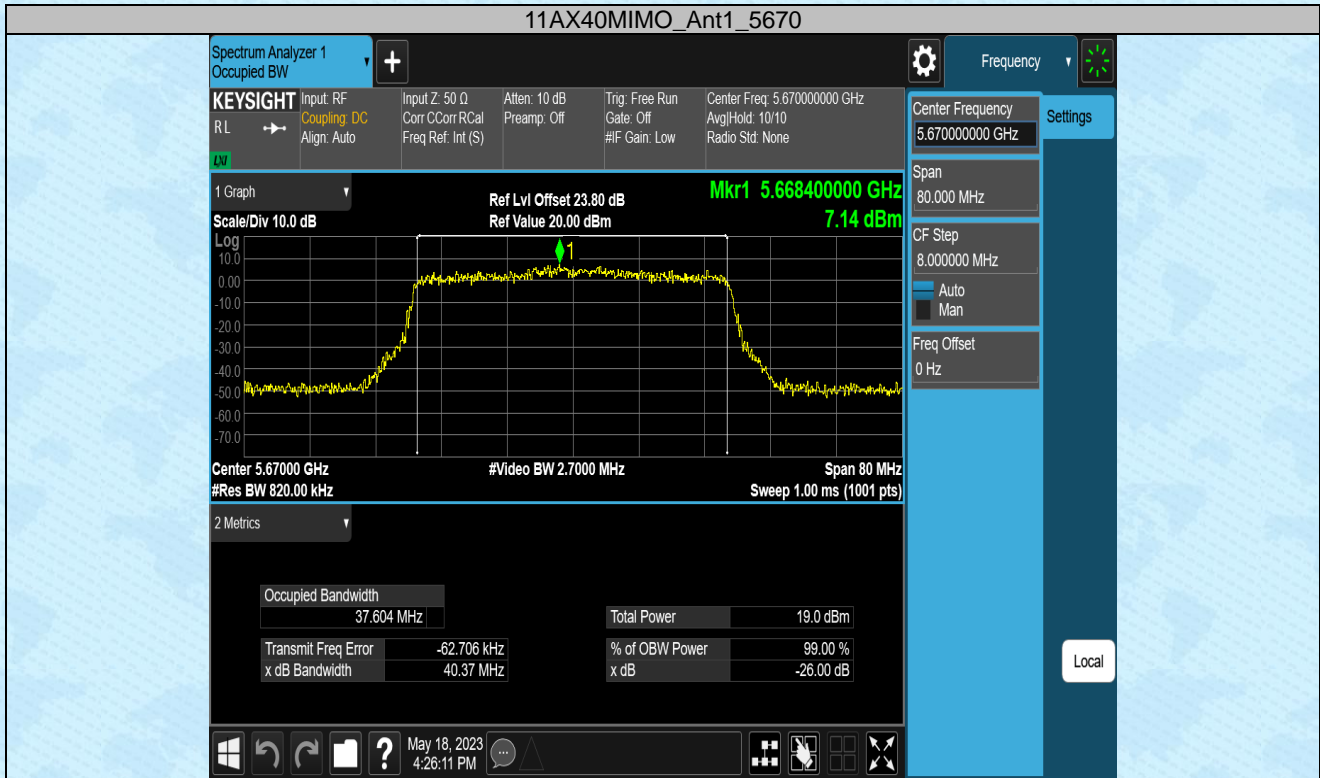 11AX40MIMO_Ant1_5670
Spectrum Analyzer 1
Occupied BW
+
Frequency
KEYSIGHT
R L
LXI
Input: RF
Coupling: DC
Align: Auto
Input Z: 50 Ω
Corr CCorr RCal
Freq Ref: Int (S)
Atten: 10 dB
Preamp: Off
Trig: Free Run
Gate: Off
#IF Gain: Low
Center Freq: 5.670000000 GHz
Avg|Hold: 10/10
Radio Std: None
Center Frequency
5.670000000 GHz
Settings
Span
80.000 MHz
CF Step
8.000000 MHz
Auto
Man
Freq Offset
0 Hz
Local
1 Graph
Scale/Div 10.0 dB
Ref Lvl Offset 23.80 dB
Ref Value 20.00 dBm
Mkr1 5.668400000 GHz
7.14 dBm
Log
1
10.0
0.00
-10.0
-20.0
-30.0
-40.0
-50.0
-60.0
-70.0
Center 5.67000 GHz
#Video BW 2.7000 MHz
Span 80 MHz
#Res BW 820.00 kHz
Sweep 1.00 ms (1001 pts)
2 Metrics
Occupied Bandwidth
37.604 MHz
Total Power 19.0 dBm
Transmit Freq Error -62.706 kHz
% of OBW Power 99.00 %
x dB Bandwidth 40.37 MHz
x dB -26.00 dB
?
May 18, 2023
4:26:11 PM